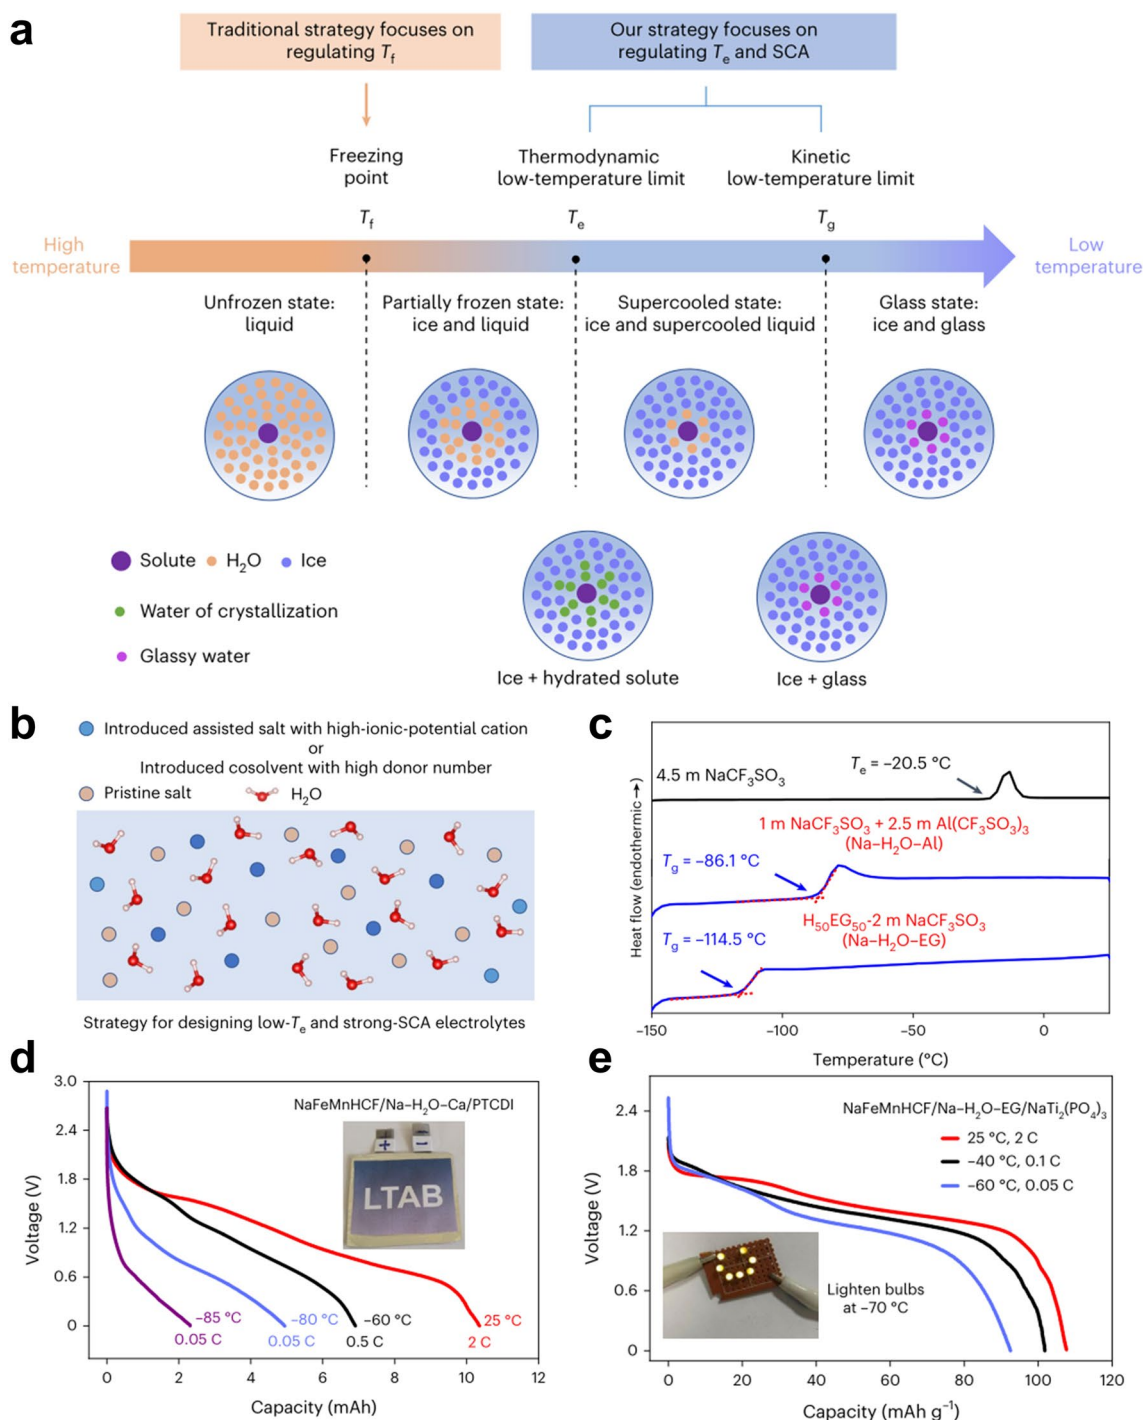 a
Traditional strategy focuses on
regulating Tf
Our strategy focuses on
regulating Te and SCA
Freezing
point
Thermodynamic
low-temperature limit
Kinetic
low-temperature limit
Tf
Te
Tg
High
temperature
Low
temperature
Unfrozen state:
liquid
Partially frozen state:
ice and liquid
Supercooled state:
ice and supercooled liquid
Glass state:
ice and glass
Solute
H2O
Ice
Water of crystallization
Glassy water
Ice + hydrated solute
Ice + glass
b
Introduced assisted salt with high-ionic-potential cation
or
Introduced cosolvent with high donor number
Pristine salt
H2O
Strategy for designing low-Te and strong-SCA electrolytes
c
Heat flow (endothermic→)
4.5 m NaCF3SO3
Te = −20.5 °C
1 m NaCF3SO3 + 2.5 m Al(CF3SO3)3
(Na–H2O–Al)
Tg = −86.1 °C
H50EG50-2 m NaCF3SO3
(Na–H2O–EG)
Tg = −114.5 °C
−150 −100 −50 0
Temperature (°C)
d
Voltage (V)
3.0
2.4
1.8
1.2
0.6
0
NaFeMnHCF/Na–H2O–Ca/PTCDI
+ −
LTAB
−85 °C
0.05 C
−80 °C
0.05 C
−60 °C
0.5 C
25 °C
2 C
0 2 4 6 8 10 12
Capacity (mAh)
e
Voltage (V)
2.4
1.8
1.2
0.6
0
NaFeMnHCF/Na–H2O–EG/NaTi2(PO4)3
25 °C, 2 C
−40 °C, 0.1 C
−60 °C, 0.05 C
Lighten bulbs
at −70 °C
0 20 40 60 80 100 120
Capacity (mAh g−1)